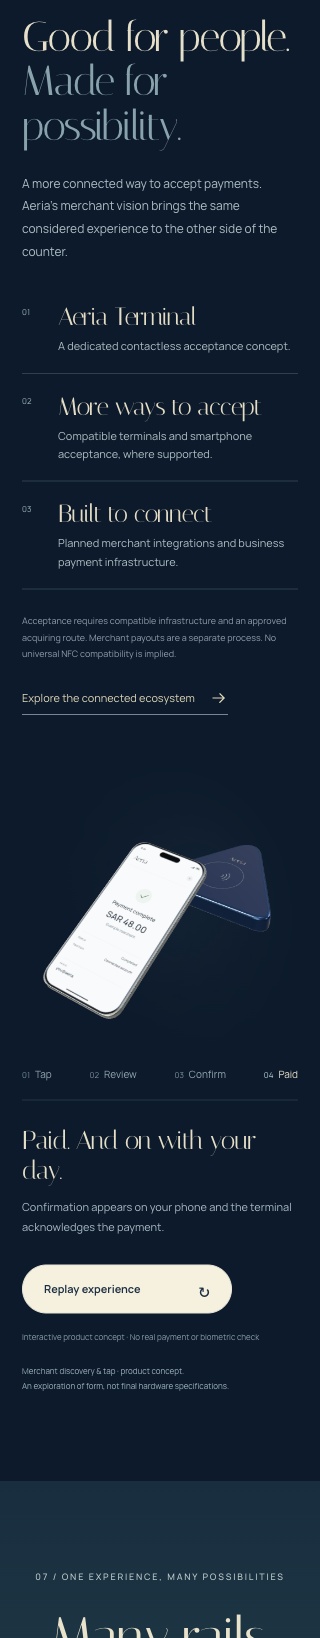 Good for people.
Made for
possibility.
A more connected way to accept payments.
Aeria's merchant vision brings the same
considered experience to the other side of the
counter.
01 Aeria Terminal
A dedicated contactless acceptance concept.
02 More ways to accept
Compatible terminals and smartphone
acceptance, where supported.
03 Built to connect
Planned merchant integrations and business
payment infrastructure.
Acceptance requires compatible infrastructure and an approved
acquiring route. Merchant payouts are a separate process. No
universal NFC compatibility is implied.
Explore the connected ecosystem →
Payment complete
SAR 48.00
01 Tap 02 Review 03 Confirm 04 Paid
Paid. And on with your
day.
Confirmation appears on your phone and the terminal
acknowledges the payment.
Replay experience ↻
Interactive product concept · No real payment or biometric check
Merchant discovery & tap · product concept.
An exploration of form, not final hardware specifications.
07 / ONE EXPERIENCE, MANY POSSIBILITIES
Many rails